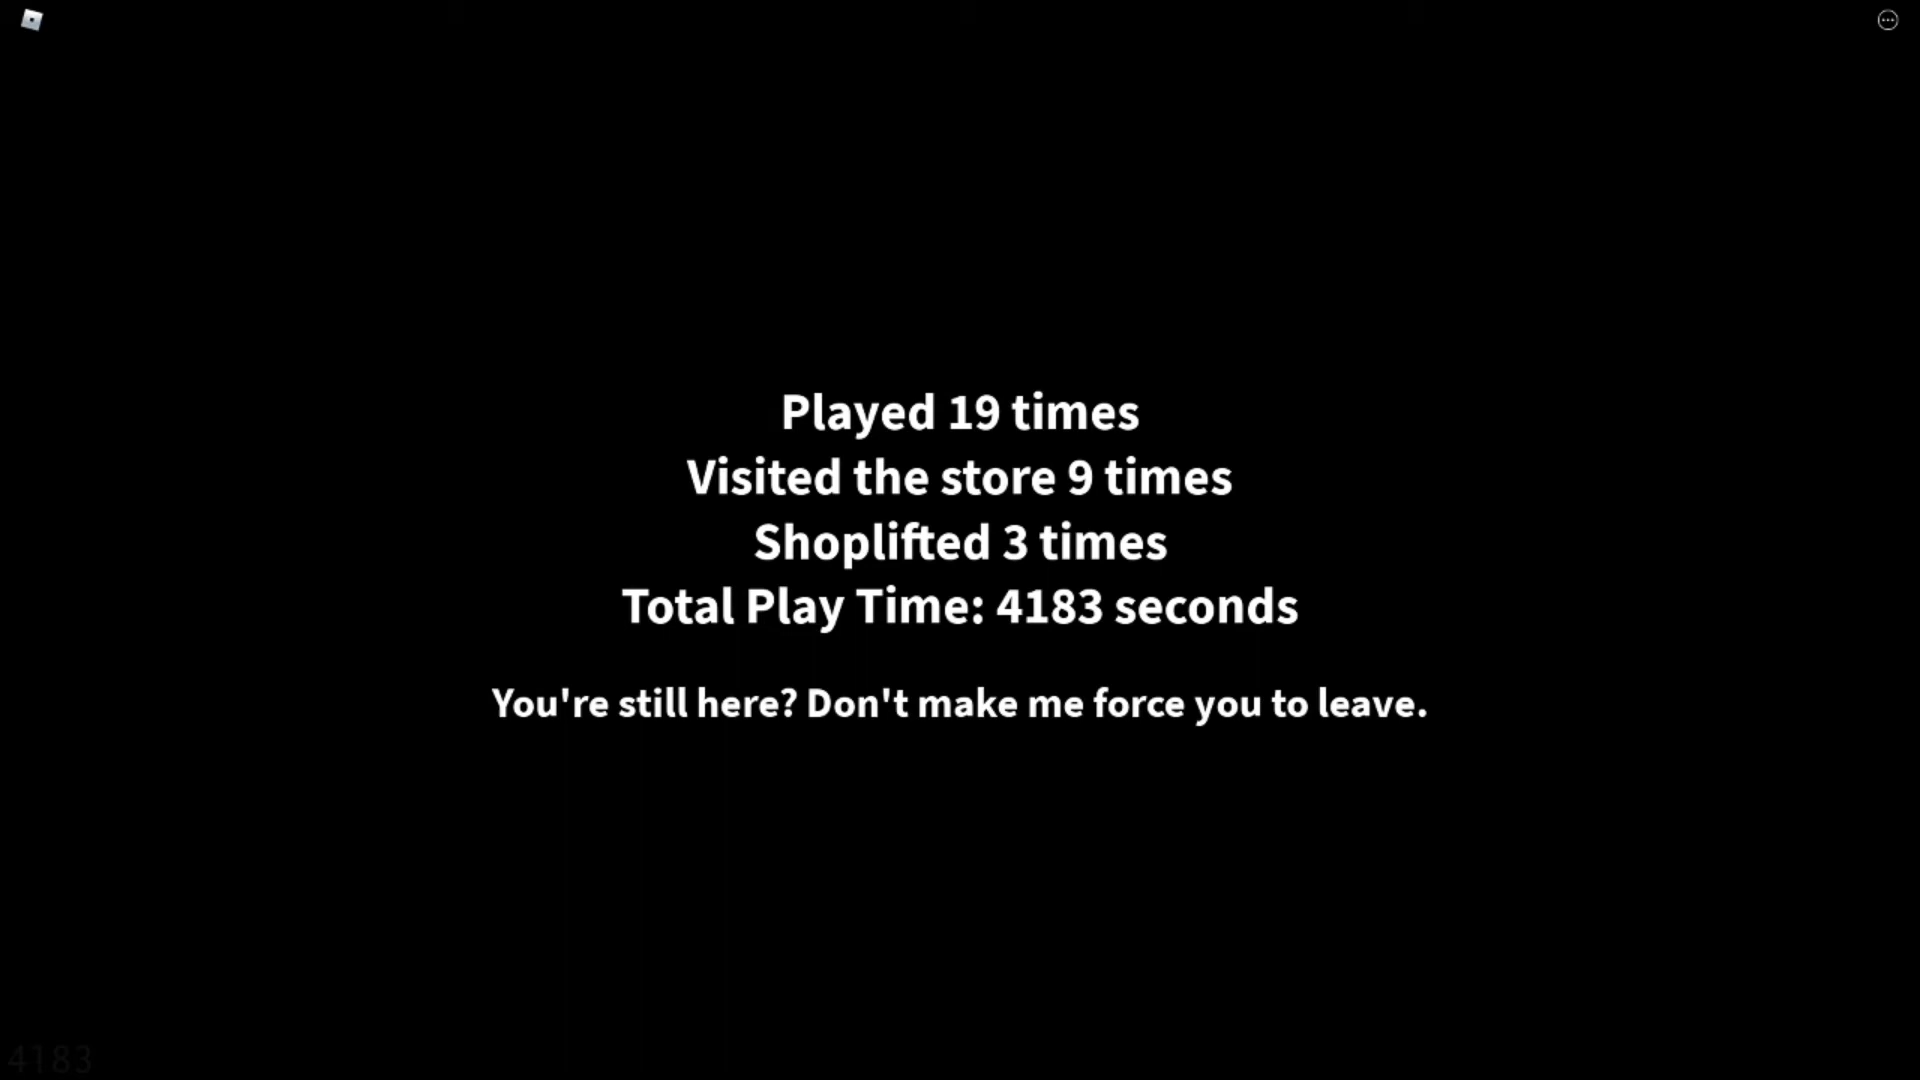 Played 19 times
Visited the store 9 times
Shoplifted 3 times
Total Play Time: 4183 seconds
You're still here? Don't make me force you to leave.
4183